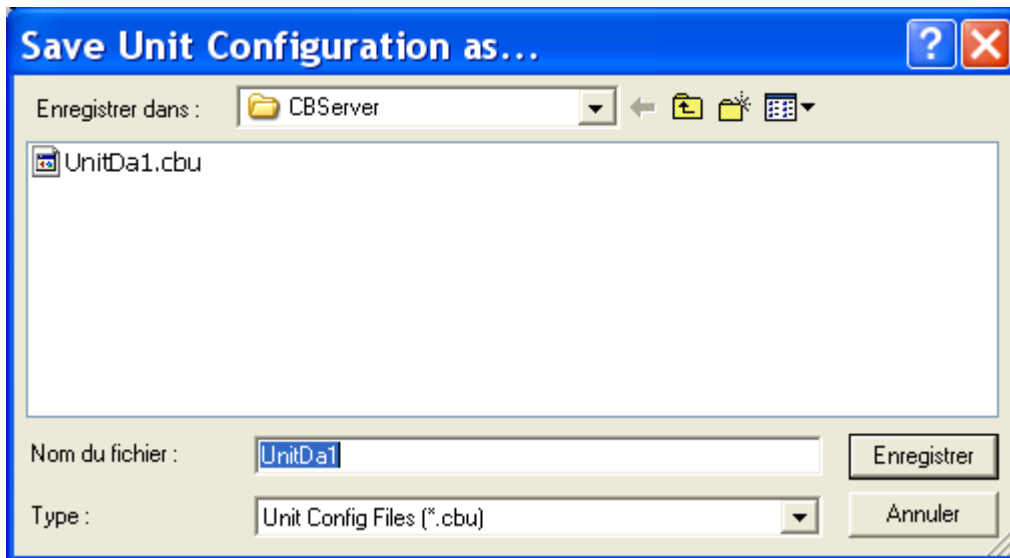 Save Unit Configuration as...
Enregistrer dans : CBServer
UnitDa1.cbu
Nom du fichier : UnitDa1 Enregistrer
Type : Unit Config Files (*.cbu) Annuler